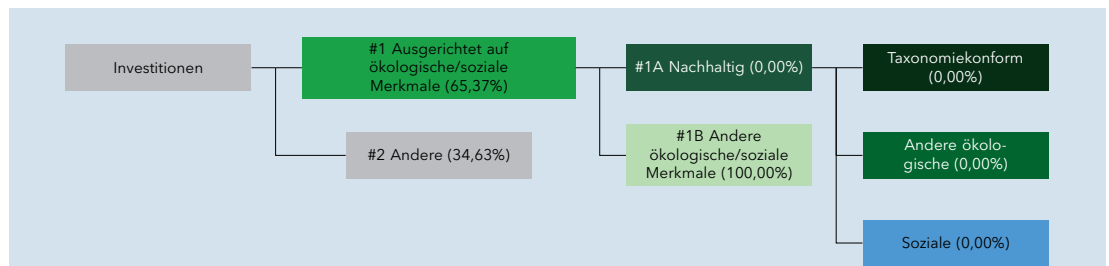 Investitionen
#1 Ausgerichtet auf
ökologische/soziale
Merkmale (65,37%)
#2 Andere (34,63%)
#1A Nachhaltig (0,00%)
#1B Andere
ökologische/soziale
Merkmale (100,00%)
Taxonomiekonform
(0,00%)
Andere ökolo-
gische (0,00%)
Soziale (0,00%)